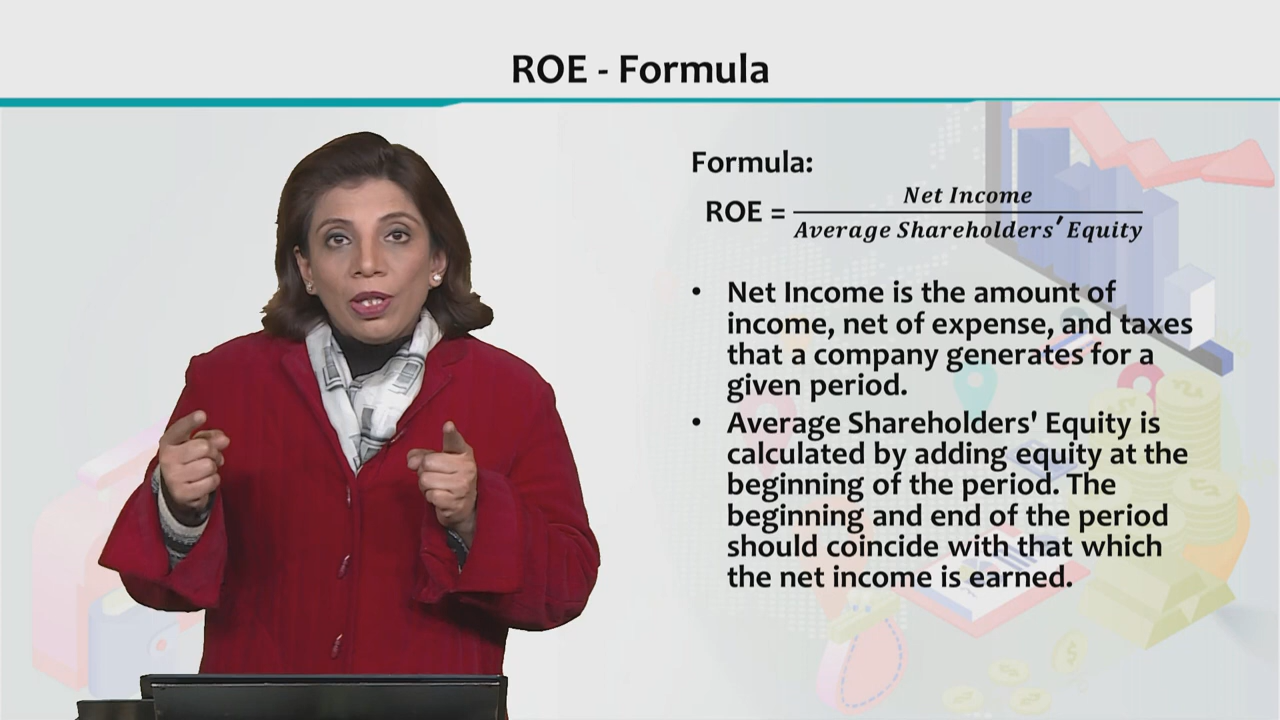 ROE - Formula
Formula:
ROE = Net Income
Average Shareholders′ Equity
• Net Income is the amount of
income, net of expense, and taxes
that a company generates for a
given period.
• Average Shareholders' Equity is
calculated by adding equity at the
beginning of the period. The
beginning and end of the period
should coincide with that which
the net income is earned.